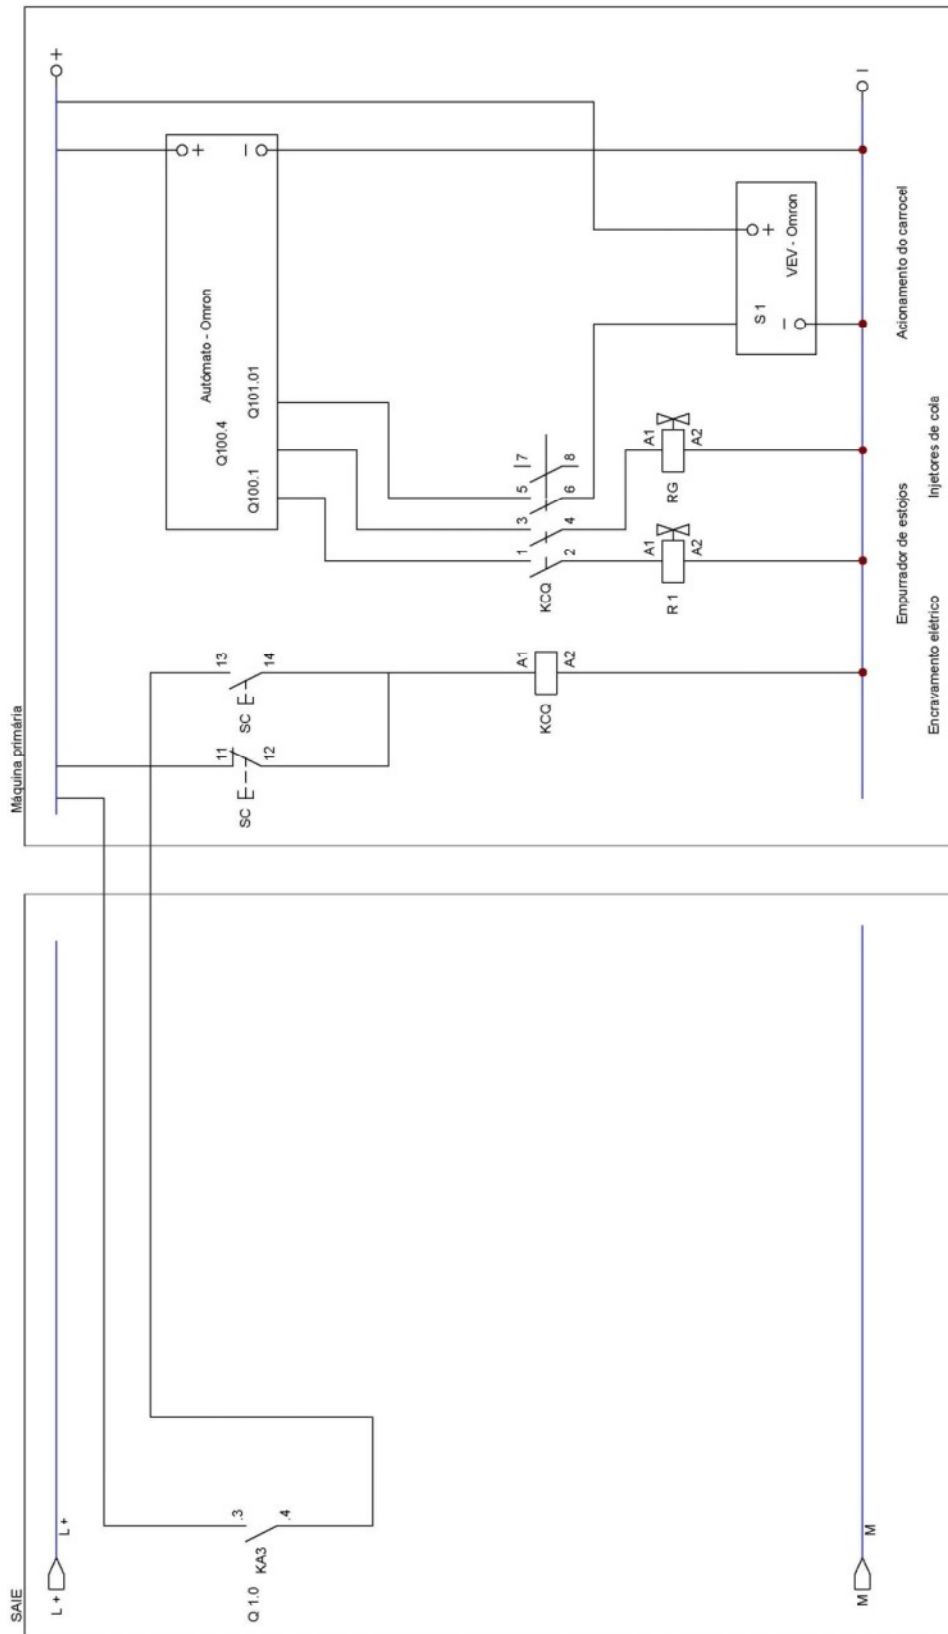 SAIE
Máquina primária
L +
L +
+
+
−
Autómato - Omron
Q100.1
Q100.4
Q101.01
Q 1.0
KA3
.3
.4
SC
11
12
SC
13
14
KCQ
1
2
3
4
5
6
7
8
KCQ
A1
A2
R 1
A1
A2
RG
A1
A2
S 1
+
−
VEV - Omron
M
M
−
Encravamento elétrico
Empurrador de estojos
Injetores de cola
Acionamento do carrocel